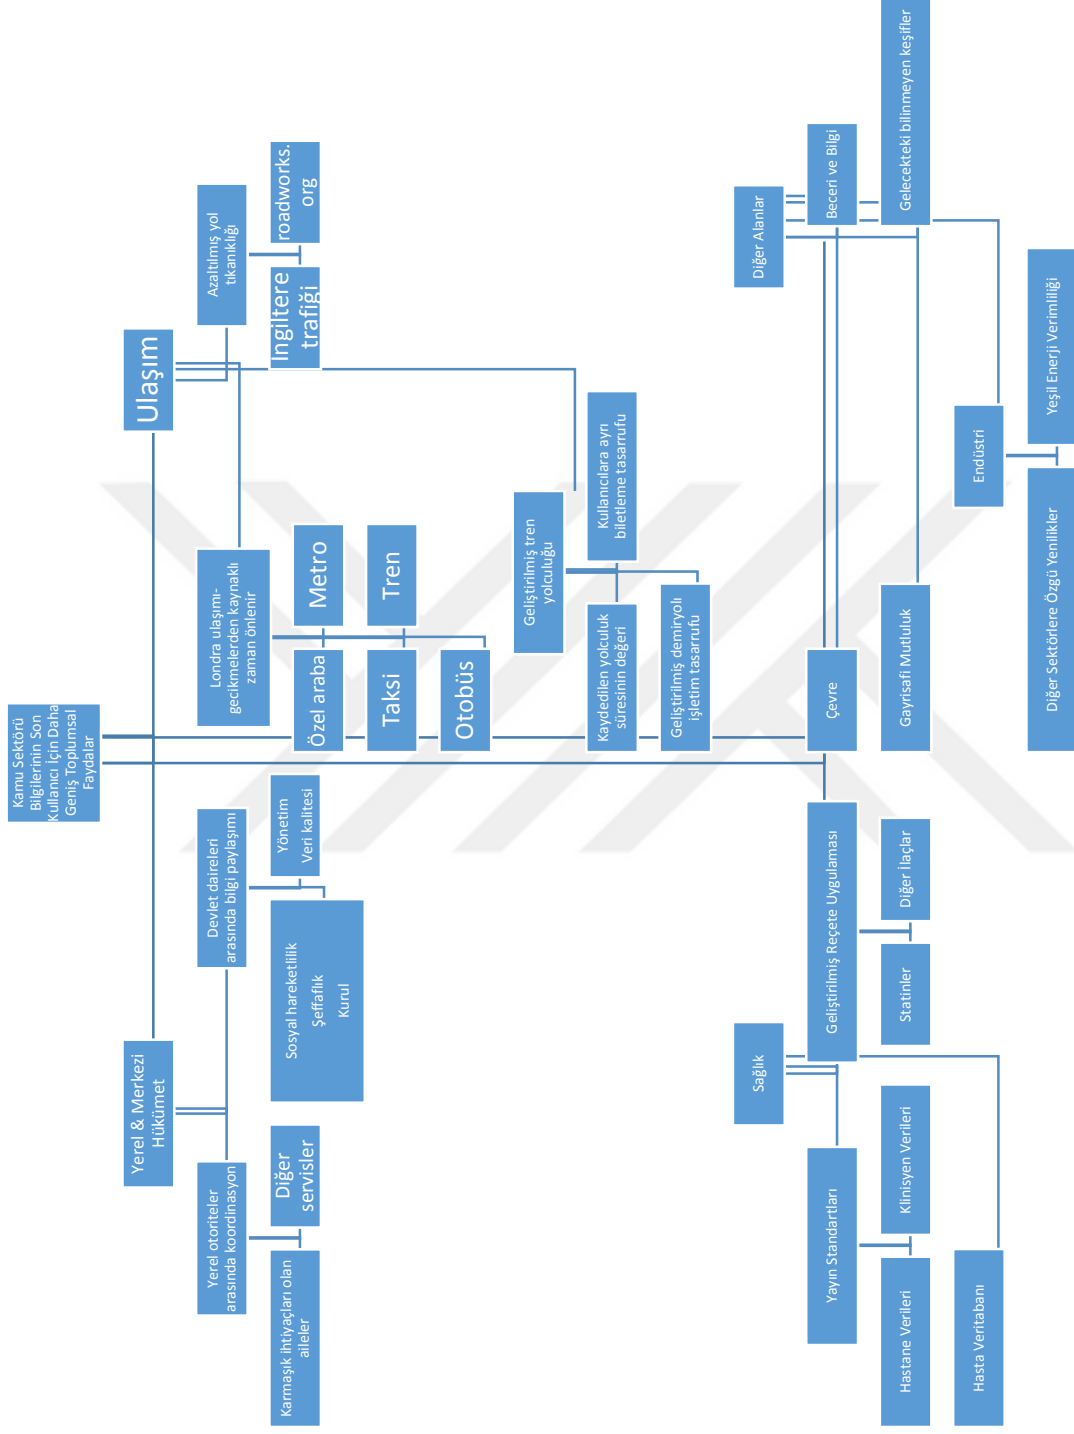 Kamu Sektörü
Bilgilerinin Son
Kullanıcı İçin Daha
Geniş Toplumsal
Faydalar
Yerel & Merkezi
Hükümet
Yerel otoriteler
arasında koordinasyon
Karmaşık ihtiyaçları olan
aileler
Diğer
servisler
Devlet daireleri
arasında bilgi paylaşımı
Sosyal hareketlilik
Şeffaflık
Kurul
Yönetim
Veri kalitesi
Ulaşım
Londra ulaşımı-
gecikmelerden kaynaklı
zaman önlenir
Özel araba
Metro
Taksi
Tren
Otobüs
Azaltılmış yol
tıkanıklığı
Ingiltere
trafiği
roadworks.
org
Geliştirilmiş tren
yolculuğu
Kaydedilen yolculuk
süresinin değeri
Kullanıcılara ayrı
biletleme tasarrufu
Geliştirilmiş demiryolı
işletim tasarrufu
Sağlık
Yayın Standartları
Hastane Verileri
Klinisyen Verileri
Geliştirilmiş Reçete Uygulaması
Statinler
Diğer İlaçlar
Hasta Veritabanı
Diğer Alanlar
Çevre
Beceri ve Bilgi
Gayrisafi Mutluluk
Gelecekteki bilinmeyen keşifler
Endüstri
Diğer Sektörlere Özgü Yenilikler
Yeşil Enerji Verimliliği